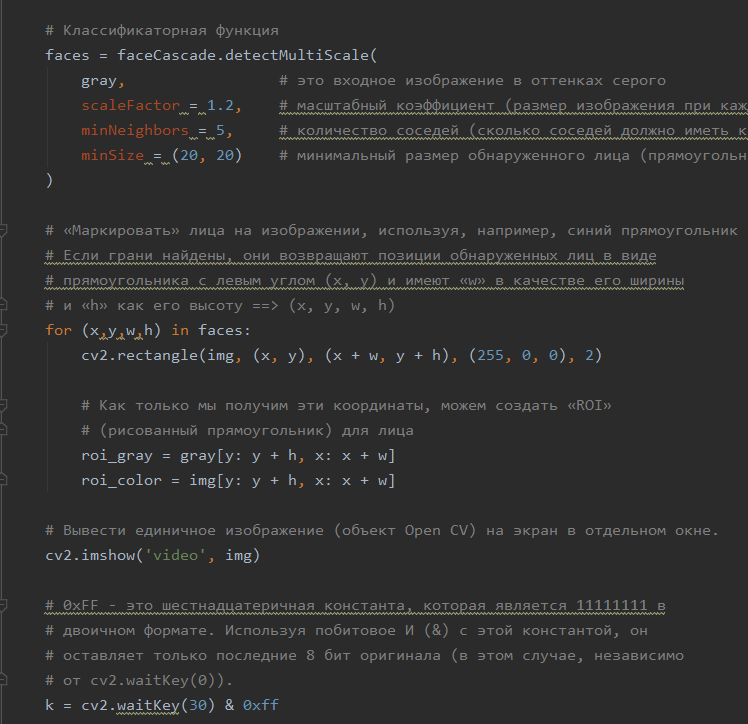 # Классификаторная функция
faces = faceCascade.detectMultiScale(
gray, # это входное изображение в оттенках серого
scaleFactor = 1.2, # масштабный коэффициент (размер изображения при
minNeighbors = 5, # количество соседей (сколько соседей должно иметь
minSize = (20, 20) # минимальный размер обнаруженного лица
)
# «Маркировать» лица на изображении, используя, например, синий прямоугольник
# Если грани найдены, они возвращают позиции обнаруженных лиц в виде
# прямоугольника с левым углом (x, y) и имеют «w» в качестве его ширины
# и «h» как его высоту ==> (x, y, w, h)
for (x,y,w,h) in faces:
cv2.rectangle(img, (x, y), (x + w, y + h), (255, 0, 0), 2)
# Как только мы получим эти координаты, можем создать «ROI»
# (рисованный прямоугольник) для лица
roi_gray = gray[y: y + h, x: x + w]
roi_color = img[y: y + h, x: x + w]
# Вывести единичное изображение (объект Open CV) на экран в отдельном окне.
cv2.imshow('video', img)
# 0xFF - это шестнадцатеричная константа, которая является 11111111 в
# двоичном формате. Используя побитовое И (&) с этой константой, он
# оставляет только последние 8 бит оригинала (в этом случае, независимо
# от cv2.waitKey(0)).
k = cv2.waitKey(30) & 0xff